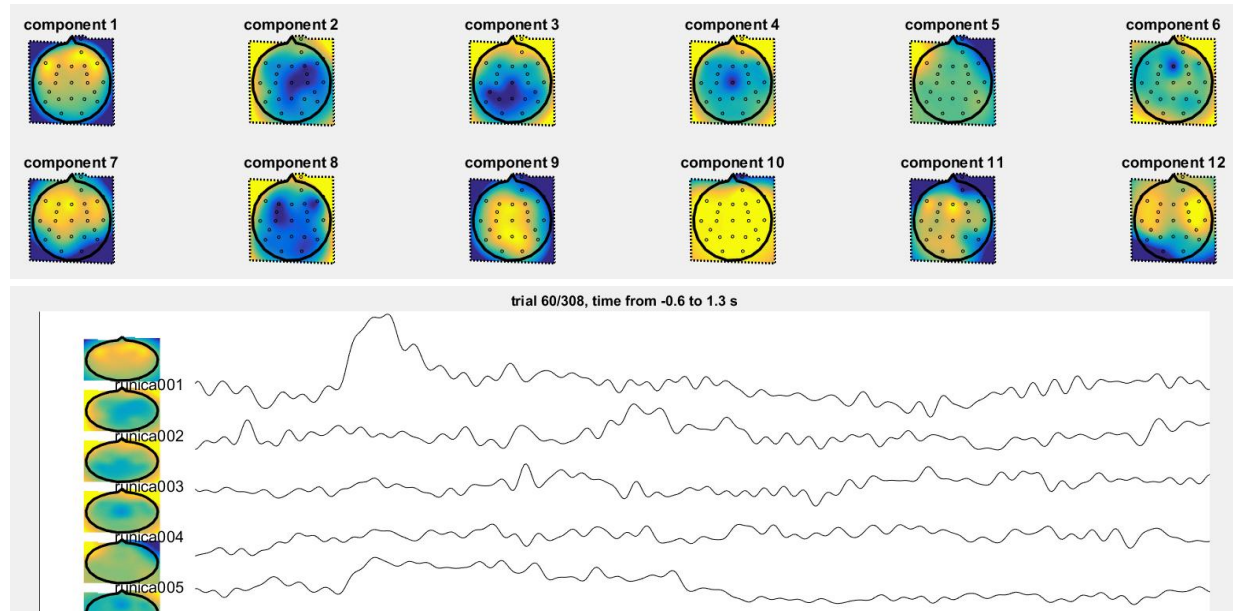 component 1 component 2 component 3 component 4 component 5 component 6
component 7 component 8 component 9 component 10 component 11 component 12
trial 60/308, time from -0.6 to 1.3 s
runica001
runica002
runica003
runica004
runica005